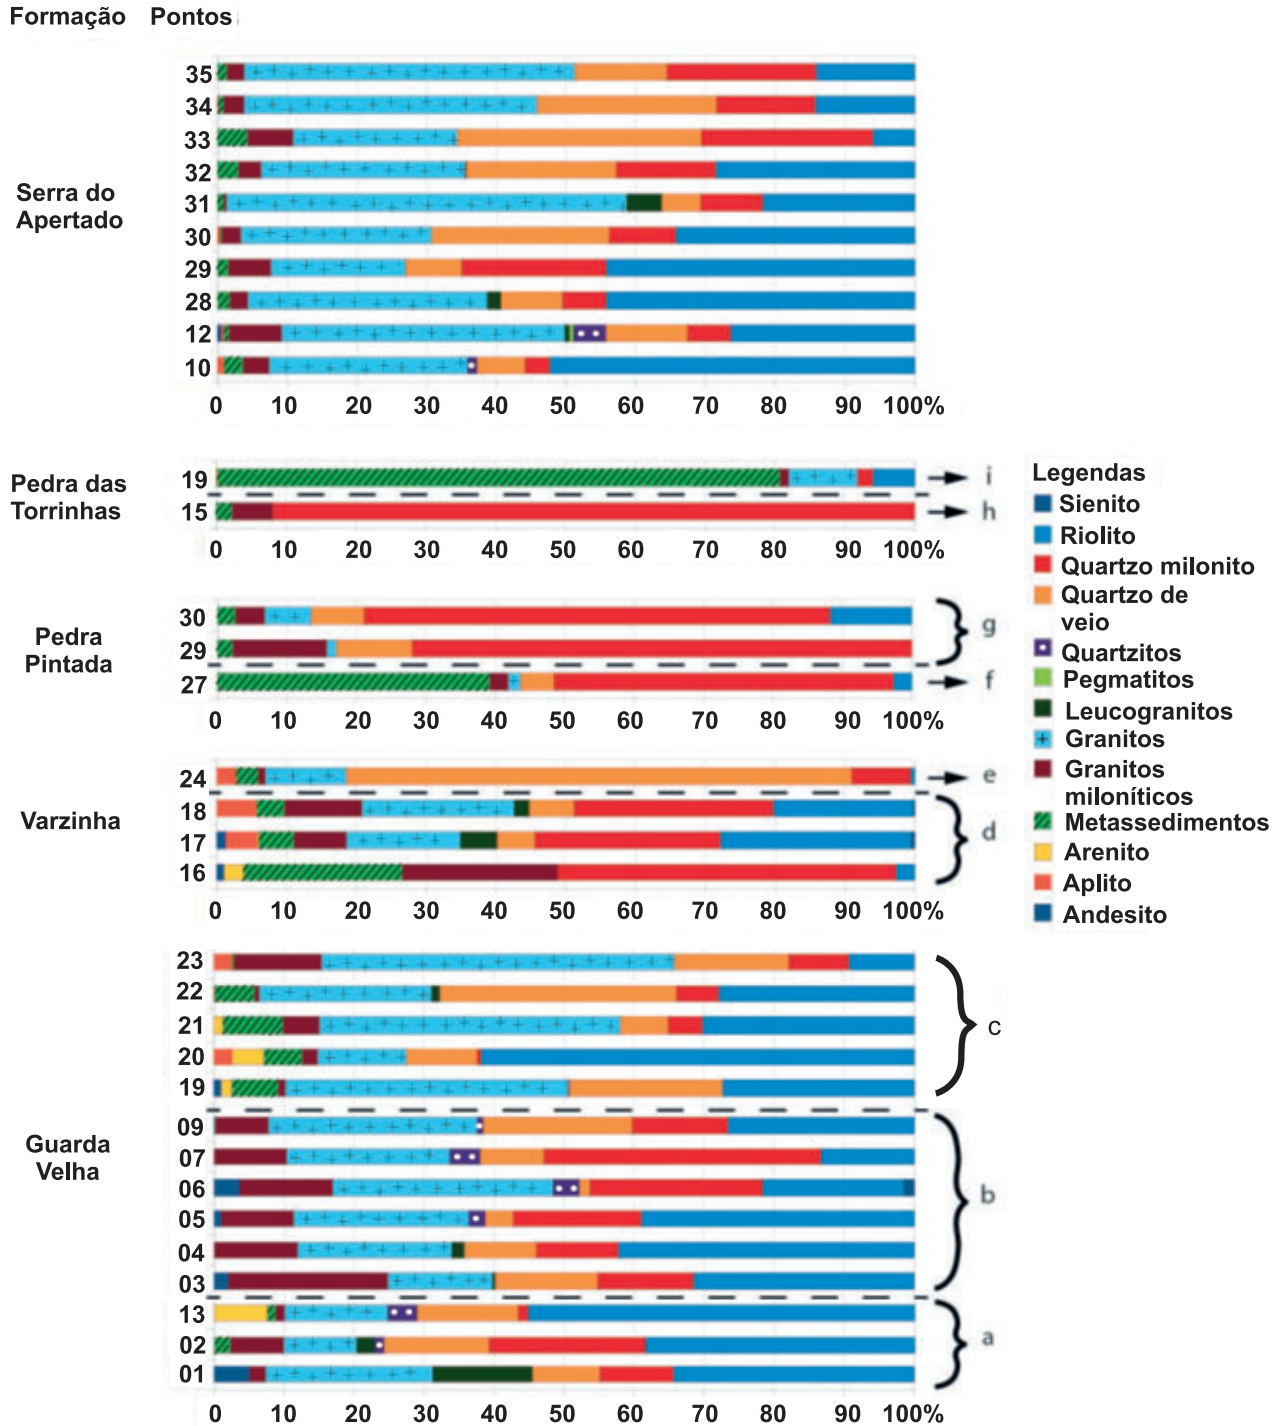 Formação Pontos
35
34
33
32
Serra do
Apertado
31
30
29
28
12
10
0 10 20 30 40 50 60 70 80 90 100%
Pedra das
Torrinhas
19 i
15 h
0 10 20 30 40 50 60 70 80 90 100%
Pedra
Pintada
30
29
g
27 f
0 10 20 30 40 50 60 70 80 90 100%
Varzinha
24 e
18
17
16
d
0 10 20 30 40 50 60 70 80 90 100%
Guarda
Velha
23
22
21
20
19
c
09
07
06
05
04
03
b
13
02
01
a
0 10 20 30 40 50 60 70 80 90 100%
Legendas
Sienito
Riolito
Quartzo milonito
Quartzo de
veio
Quartzitos
Pegmatitos
Leucogranitos
Granitos
Granitos
miloníticos
Metassedimentos
Arenito
Aplito
Andesito